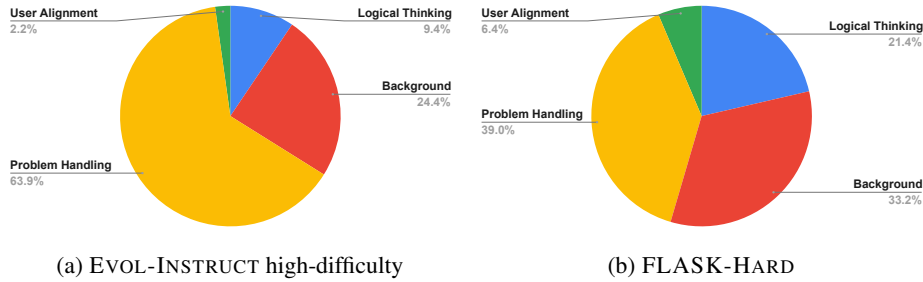 User Alignment
2.2%
Logical Thinking
9.4%
Background
24.4%
Problem Handling
63.9%
(a) EVOL-INSTRUCT high-difficulty
User Alignment
6.4%
Logical Thinking
21.4%
Problem Handling
39.0%
Background
33.2%
(b) FLASK-HARD